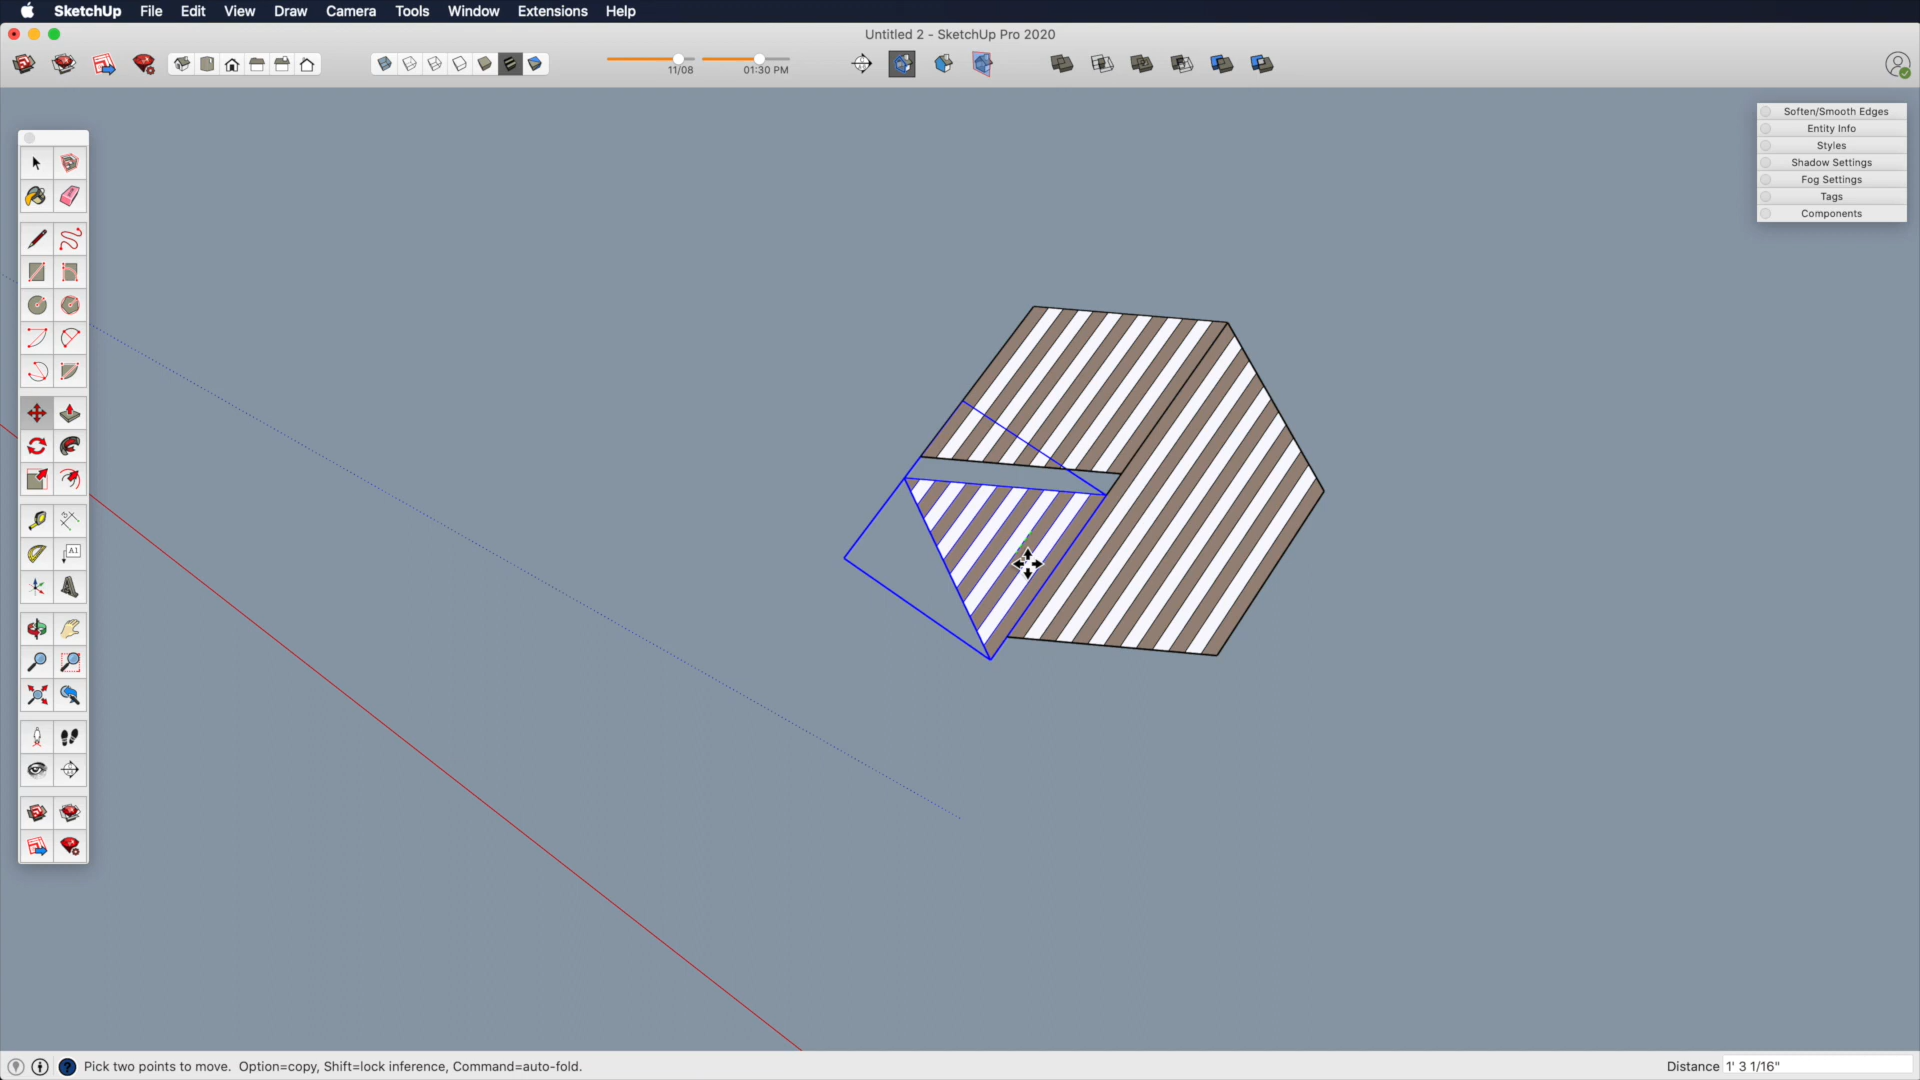 SketchUp File Edit View Draw Camera Tools Window Extensions Help
Untitled 2 - SketchUp Pro 2020
11/08 01:30 PM
Soften/Smooth Edges
Entity Info
Styles
Shadow Settings
Fog Settings
Tags
Components
A1
Pick two points to move. Option=copy, Shift=lock inference, Command=auto-fold.
Distance 1' 3 1/16"